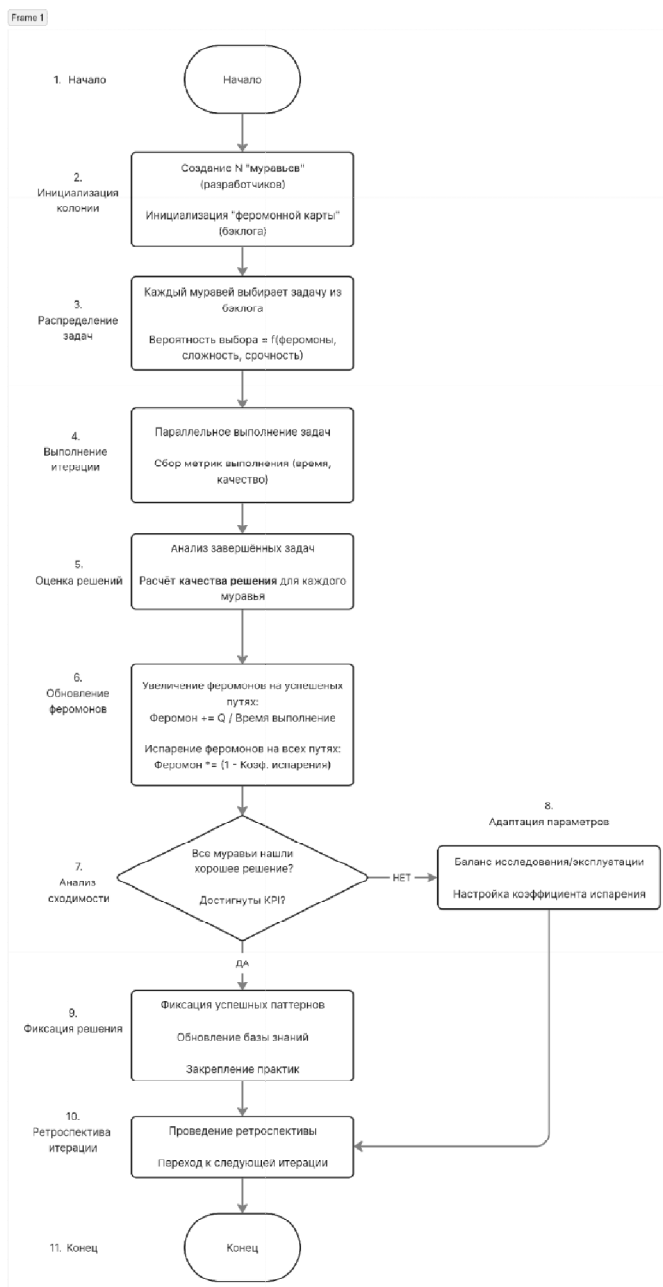 Frame 1
1. Начало
Начало
2.
Инициализация
колонии
Создание N "муравьев"
(разработчиков)
Инициализация "феромонной карты"
(бэклога)
3.
Распределение
задач
Каждый муравей выбирает задачу из
бэклога
Вероятность выбора = f(феромоны,
сложность, срочность)
4.
Выполнение
итерации
Параллельное выполнение задач
Сбор метрик выполнения (время,
качество)
5.
Оценка решений
Анализ завершённых задач
Расчёт качества решения для каждого
муравья
6.
Обновление
феромонов
Увеличение феромонов на успешеных
путях:
Феромон += Q / Время выполнение
Испарение феромонов на всех путях:
Феромон *= (1 - Коэф. испарения)
7.
Анализ
сходимости
Все муравьи нашли
хорошее решение?
Достигнуты KPI?
НЕТ
8.
Адаптация параметров
Баланс исследования/эксплуатации
Настройка коэффициента испарения
ДА
9.
Фиксация решения
Фиксация успешных паттернов
Обновление базы знаний
Закрепление практик
10.
Ретроспектива
итерации
Проведение ретроспективы
Переход к следующей итерации
11. Конец
Конец